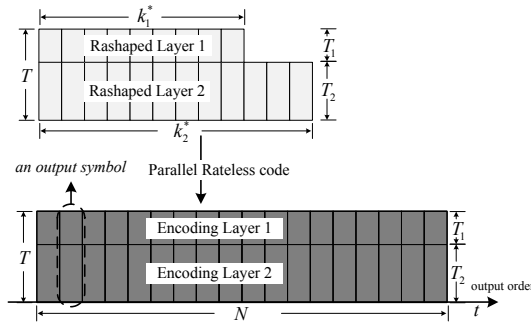 k₁*
Rashaped Layer 1
T₁
T
Rashaped Layer 2
T₂
k₂*
an output symbol
Parallel Rateless code
Encoding Layer 1
T₁
T
Encoding Layer 2
T₂
output order
N
t